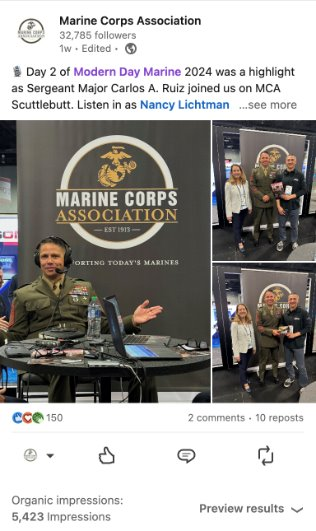 Marine Corps Association
32,785 followers
1w • Edited •
Day 2 of Modern Day Marine 2024 was a highlight
as Sergeant Major Carlos A. Ruiz joined us on MCA
Scuttlebutt. Listen in as Nancy Lichtman ...see more
MARINE CORPS
ASSOCIATION
EST 1913
PORTING TODAY'S MARINES
150
2 comments • 10 reposts
Organic impressions:
5,423 Impressions
Preview results